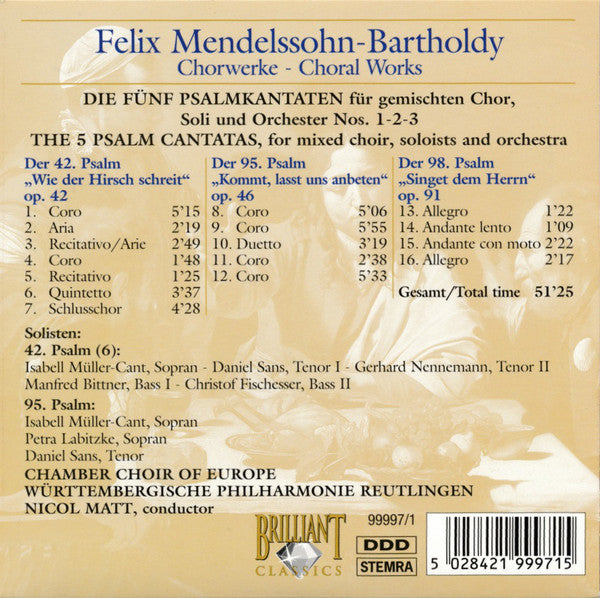 Felix Mendelssohn-Bartholdy
Chorwerke - Choral Works
DIE FÜNF PSALMKANTATEN für gemischten Chor,
Soli und Orchester Nos. 1-2-3
THE 5 PSALM CANTATAS, for mixed choir, soloists and orchestra
Der 42. Psalm
„Wie der Hirsch schreit“
op. 42
1. Coro 5’15
2. Aria 2’19
3. Recitativo/Arie 2’49
4. Coro 1’48
5. Recitativo 1’25
6. Quintetto 3’37
7. Schlusschor 4’28
Der 95. Psalm
„Kommt, lasst uns anbeten“
op. 46
8. Coro 5’06
9. Coro 5’55
10. Duetto 3’19
11. Coro 2’38
12. Coro 5’33
Der 98. Psalm
„Singet dem Herrn“
op. 91
13. Allegro 1’22
14. Andante lento 1’09
15. Andante con moto 2’22
16. Allegro 2’17
Gesamt/Total time 51’25
Solisten:
42. Psalm (6):
Isabell Müller-Cant, Sopran - Daniel Sans, Tenor I - Gerhard Nennemann, Tenor II
Manfred Bittner, Bass I - Christof Fischesser, Bass II
95. Psalm:
Isabell Müller-Cant, Sopran
Petra Labitzke, Sopran
Daniel Sans, Tenor
CHAMBER CHOIR OF EUROPE
WÜRTTEMBERGISCHE PHILHARMONIE REUTLINGEN
NICOL MATT, conductor
BRILLIANT
CLASSICS
99997/1
DDD
STEMRA
5 028421 999715